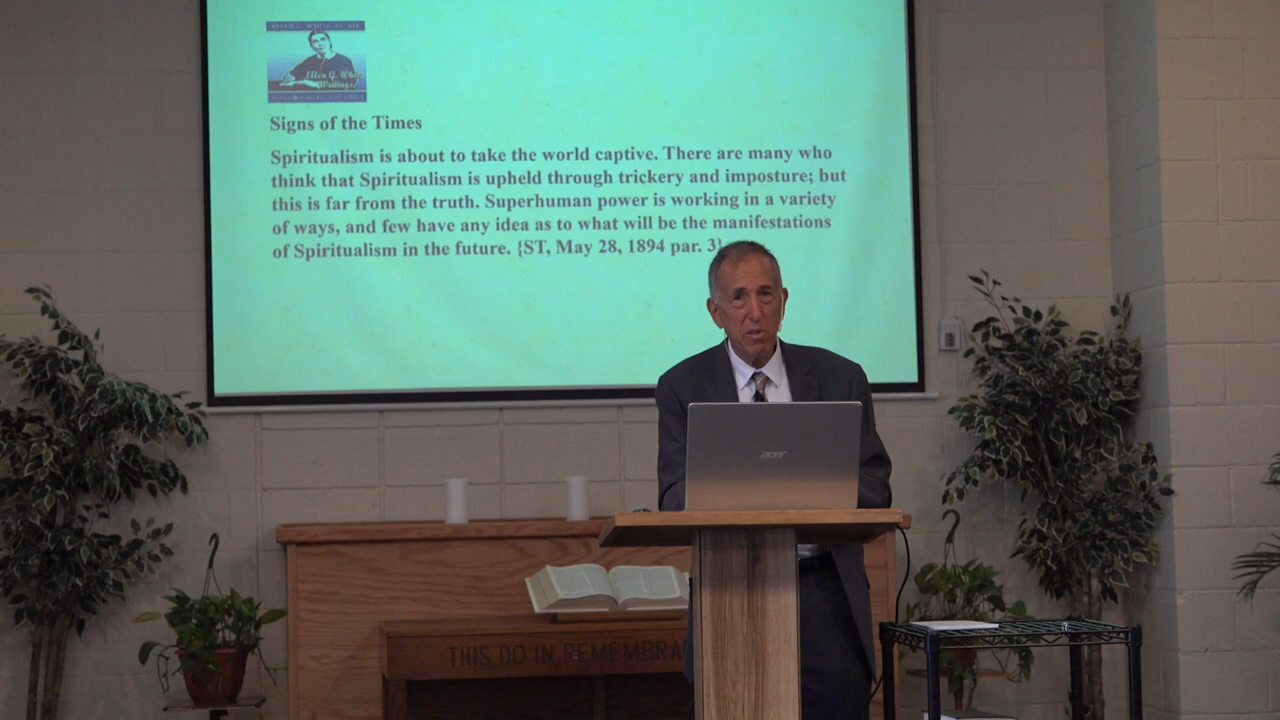 Ellen G. White
Writings
Signs of the Times
Spiritualism is about to take the world captive. There are many who
think that Spiritualism is upheld through trickery and imposture; but
this is far from the truth. Superhuman power is working in a variety
of ways, and few have any idea as to what will be the manifestations
of Spiritualism in the future. {ST, May 28, 1894 par. 3}
acer
THIS DO IN